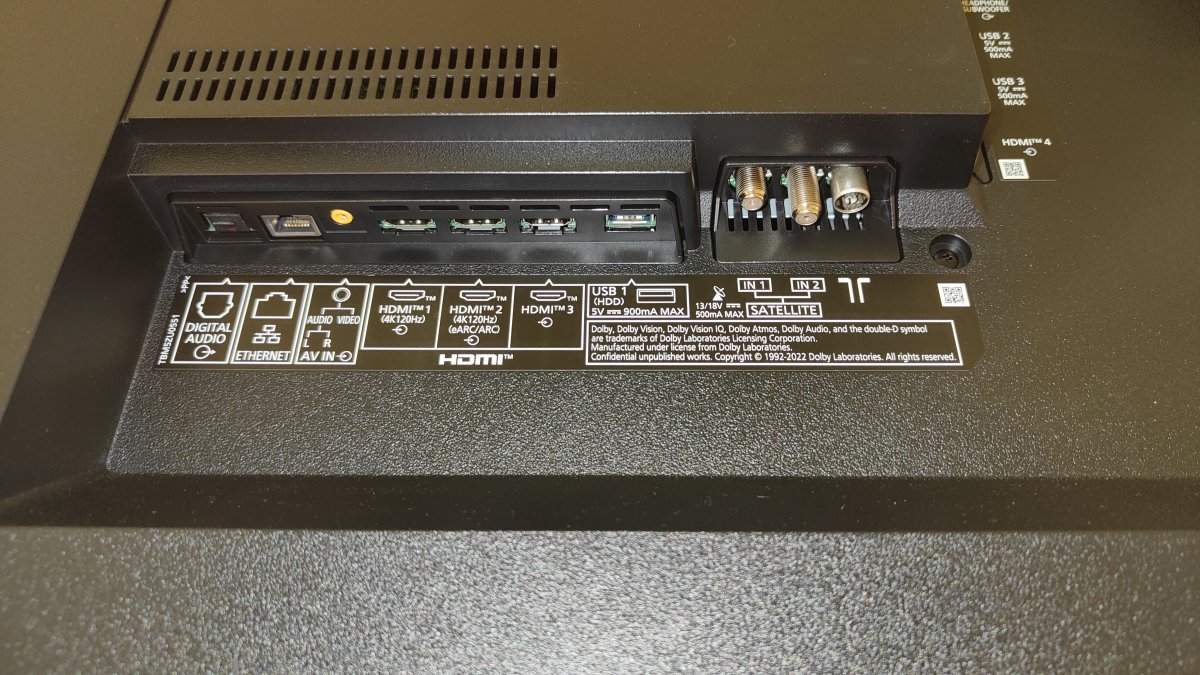 HEADPHONE/
SUBWOOFER
USB 2
5V ⎓
500mA
MAX
USB 3
5V ⎓
500mA
MAX
HDMI™ 4
TBM52U0551
DIGITAL
AUDIO
ETHERNET
AUDIO VIDEO
L R
AV IN
HDMI™ 1
(4K120Hz)
HDMI™ 2
(4K120Hz)
(eARC/ARC)
HDMI™ 3
HDMI™
USB 1
(HDD)
5V ⎓ 900mA MAX
13/18V ⎓
500mA MAX
IN 1 IN 2
SATELLITE
Dolby, Dolby Vision, Dolby Vision IQ, Dolby Atmos, Dolby Audio, and the double-D symbol
are trademarks of Dolby Laboratories Licensing Corporation.
Manufactured under license from Dolby Laboratories.
Confidential unpublished works. Copyright © 1992-2022 Dolby Laboratories. All rights reserved.